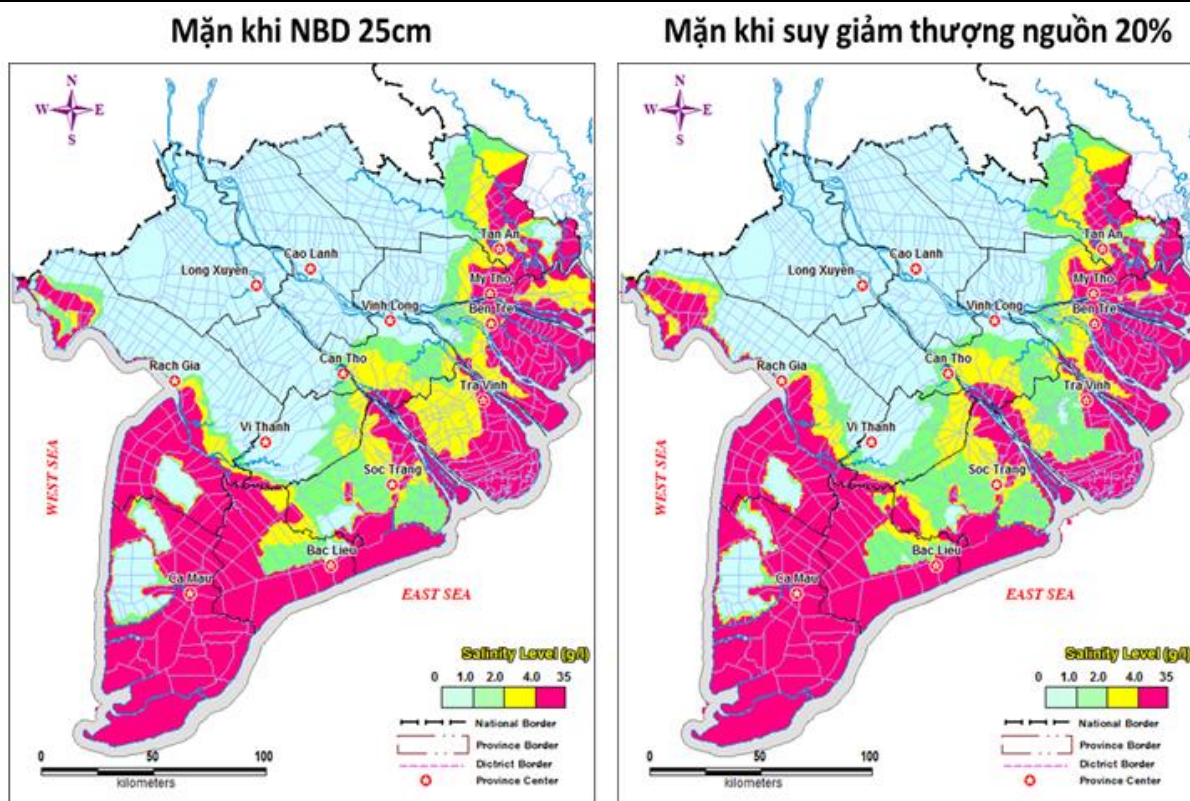 Mặn khi NBD 25cm
N
W E
S
Tan An
Cao Lanh
Long Xuyen
My Tho
Ben Tre
Vinh Long
Can Tho
Rach Gia
Tra Vinh
Vi Thanh
Soc Trang
WEST SEA
Bac Lieu
Ca Mau
EAST SEA
Salinity Level (g/l)
0 1.0 2.0 4.0 35
National Border
Province Border
Dictrict Border
Province Center
0 50 100
kilometers
Mặn khi suy giảm thượng nguồn 20%
N
W E
S
Tan An
Cao Lanh
Long Xuyen
My Tho
Ben Tre
Vinh Long
Can Tho
Rach Gia
Tra Vinh
Vi Thanh
Soc Trang
WEST SEA
Bac Lieu
Ca Mau
EAST SEA
Salinity Level (g/l)
0 1.0 2.0 4.0 35
National Border
Province Border
Dictrict Border
Province Center
0 50 100
kilometers